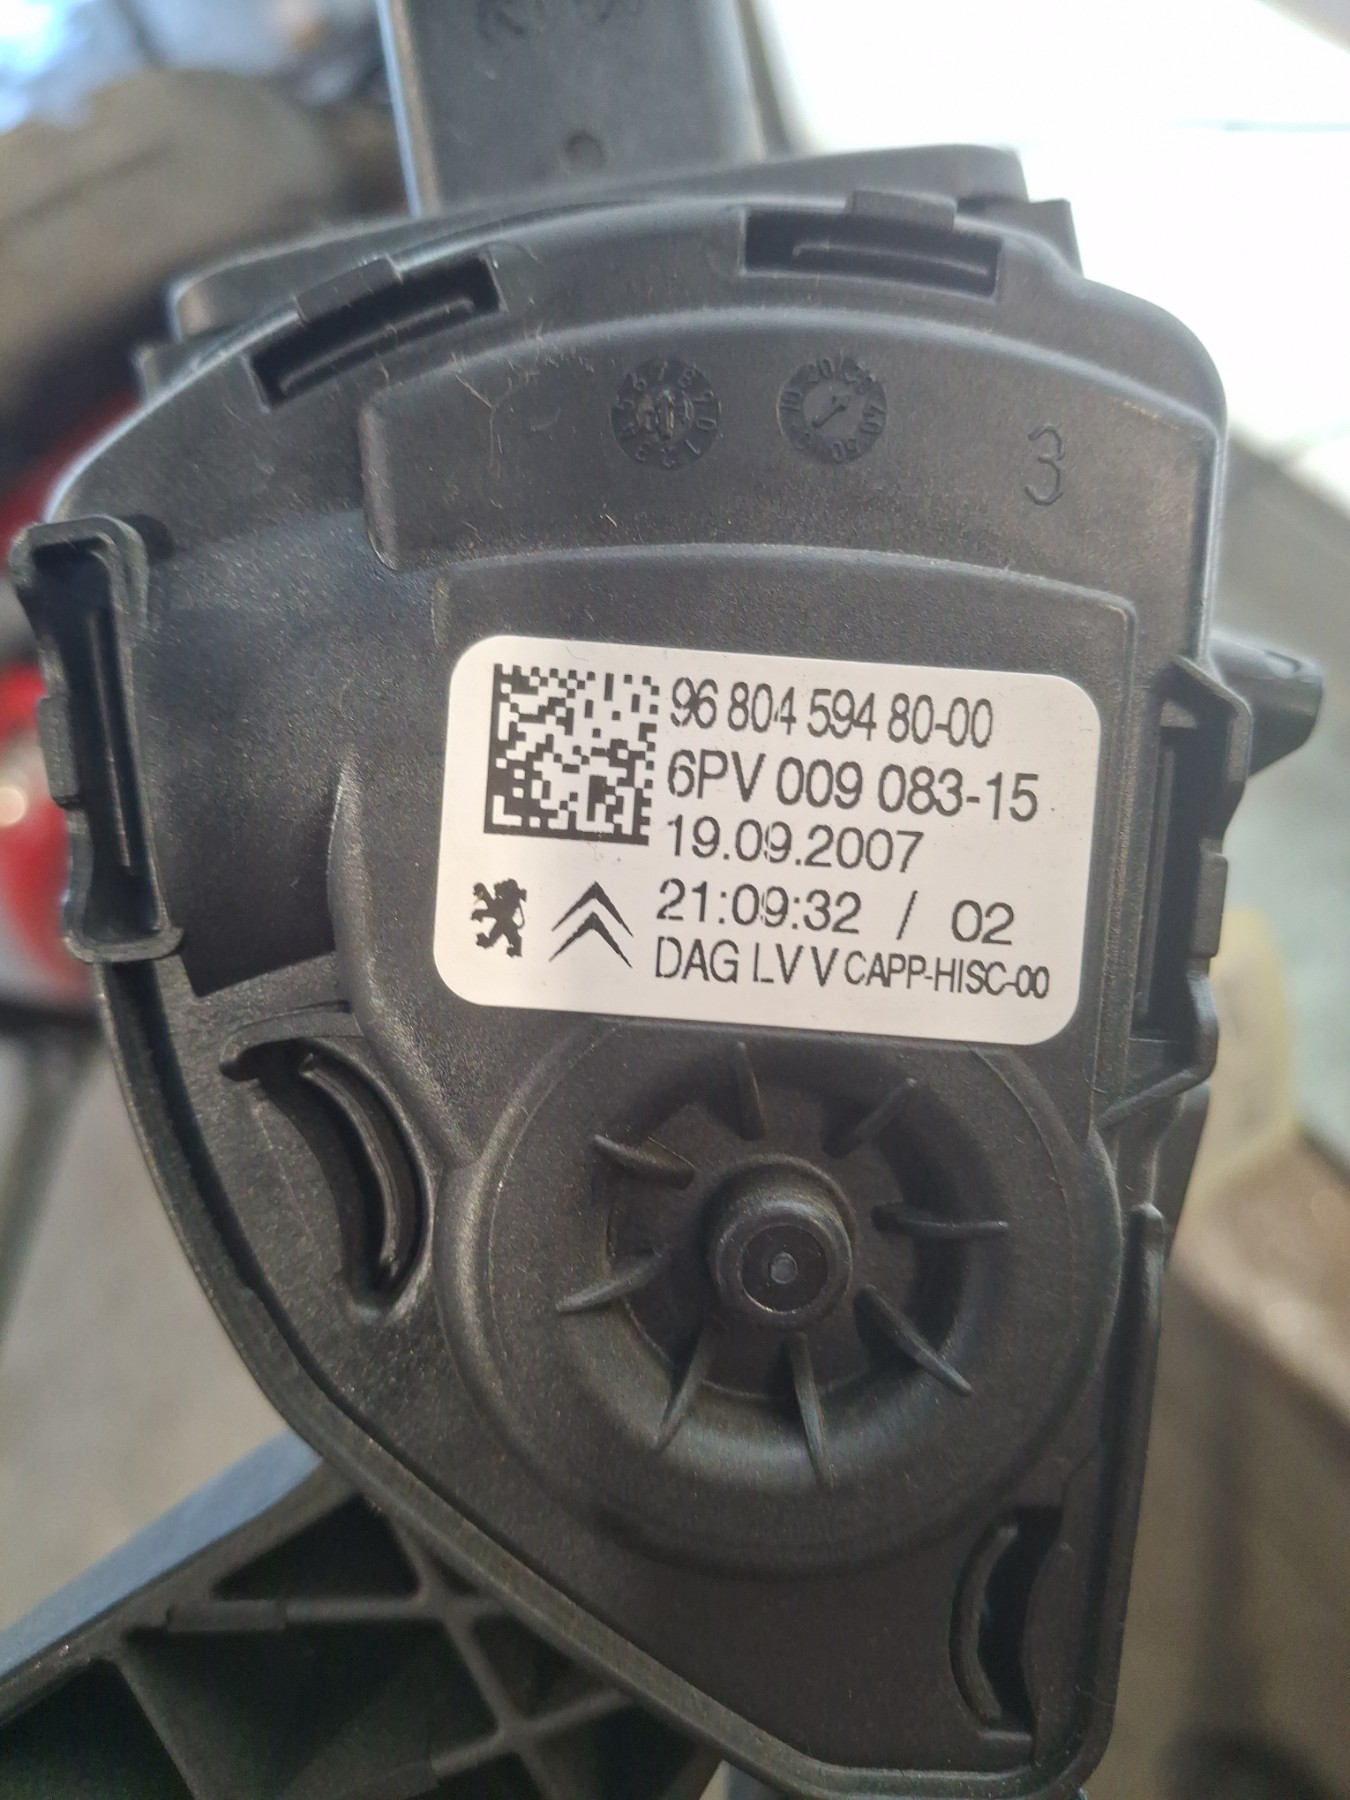 3
96 804 594 80-00
6PV 009 083-15
19.09.2007
21:09:32 / 02
DAG LV V CAPP-HISC-00